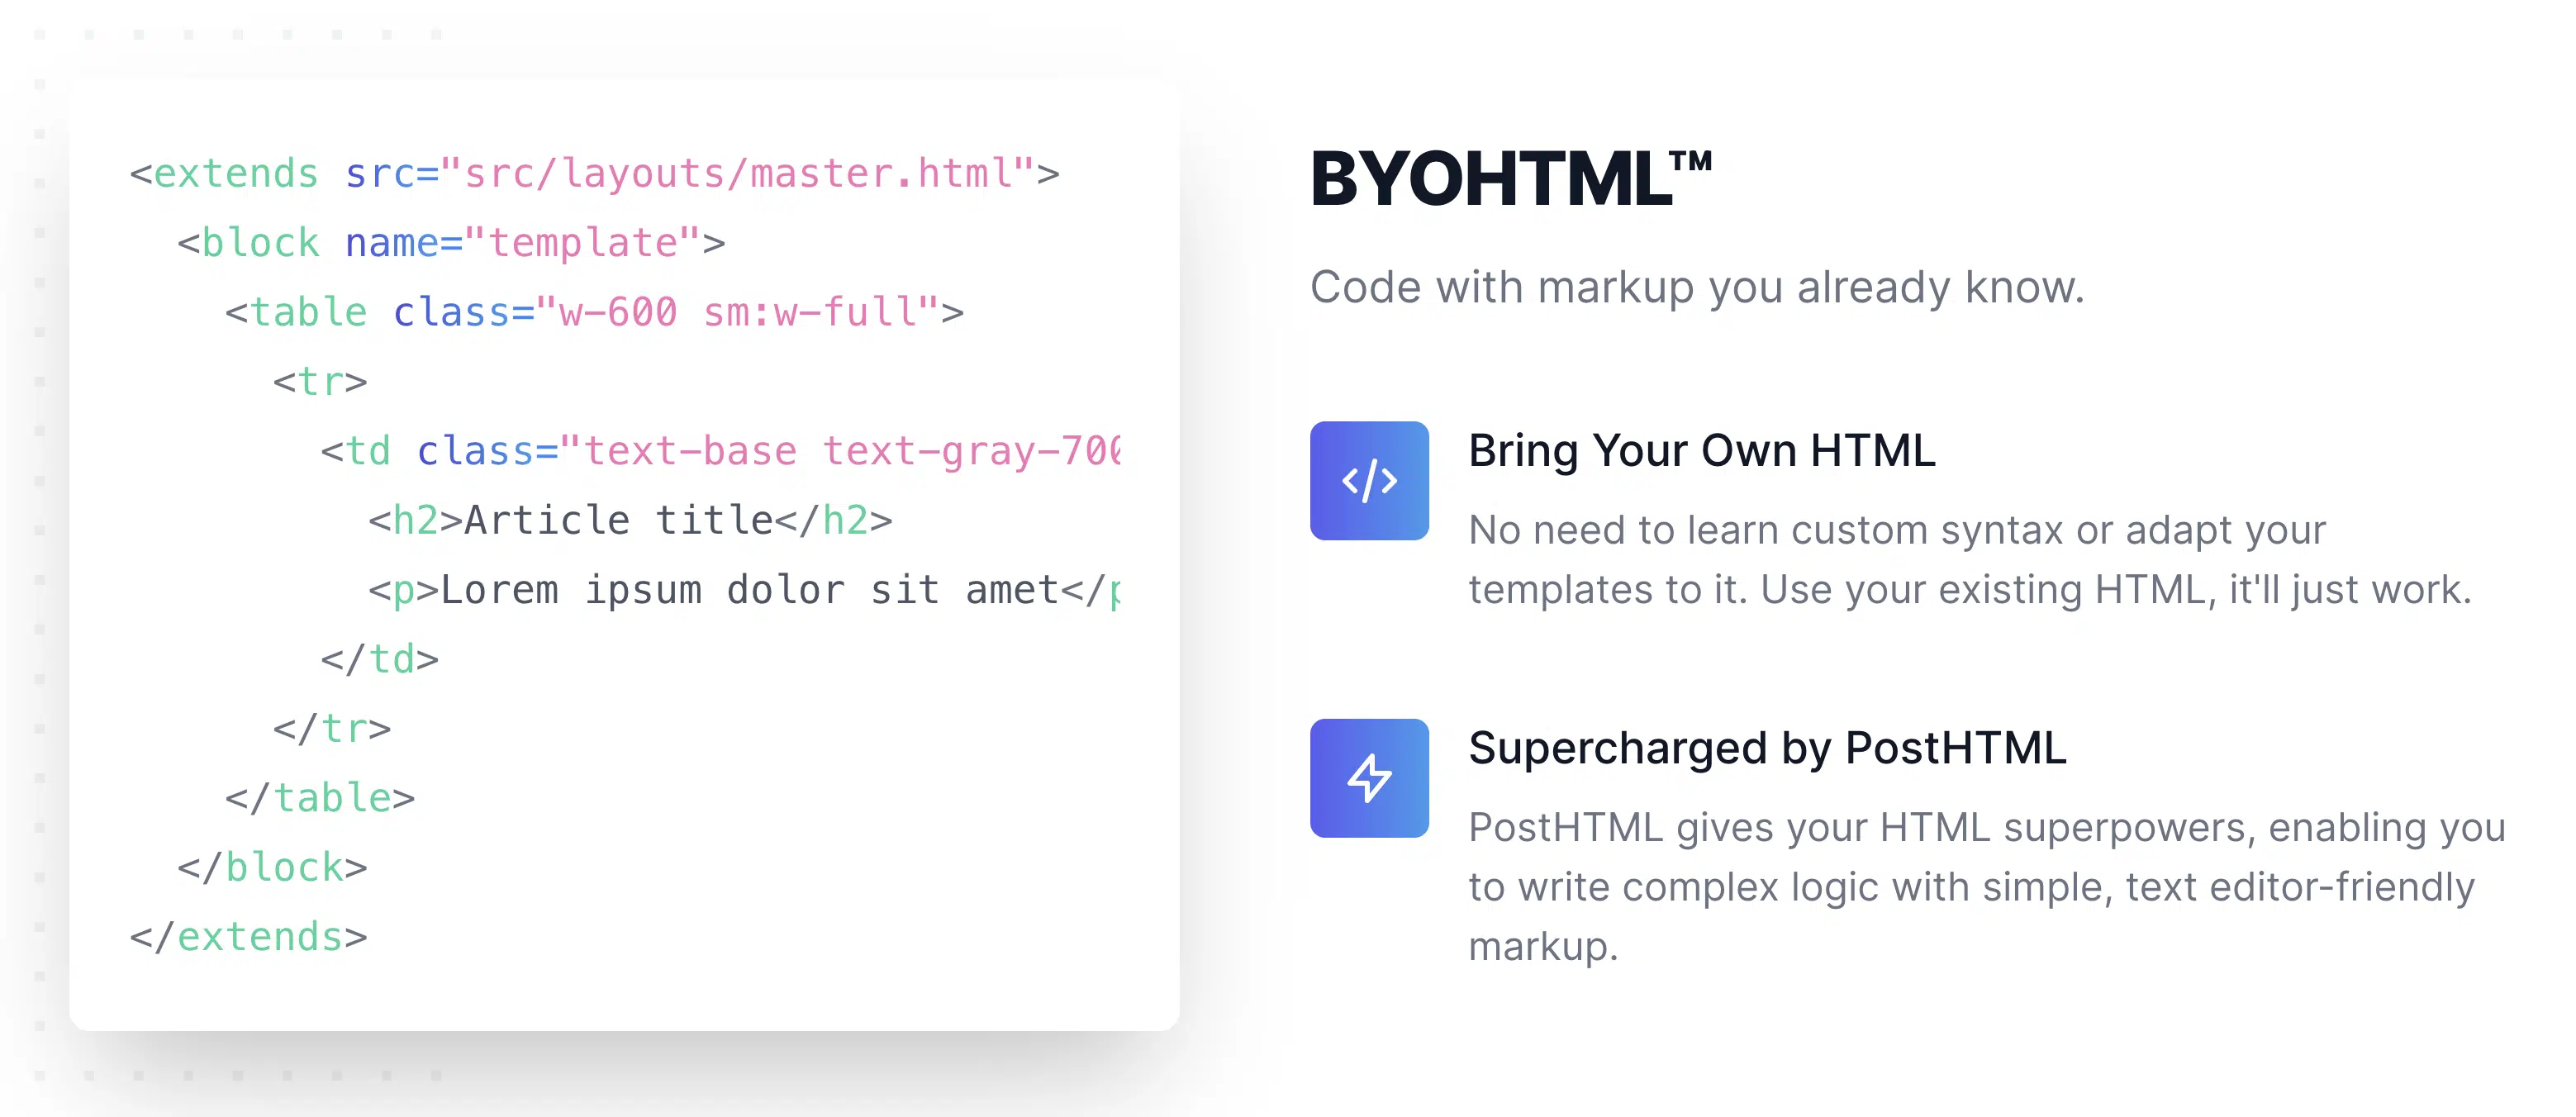 <extends src="src/layouts/master.html">
<block name="template">
<table class="w-600 sm:w-full">
<tr>
<td class="text-base text-gray-700
<h2>Article title</h2>
<p>Lorem ipsum dolor sit amet</p
</td>
</tr>
</table>
</block>
</extends>
BYOHTML™
Code with markup you already know.
Bring Your Own HTML
No need to learn custom syntax or adapt your
templates to it. Use your existing HTML, it'll just work.
Supercharged by PostHTML
PostHTML gives your HTML superpowers, enabling you
to write complex logic with simple, text editor-friendly
markup.